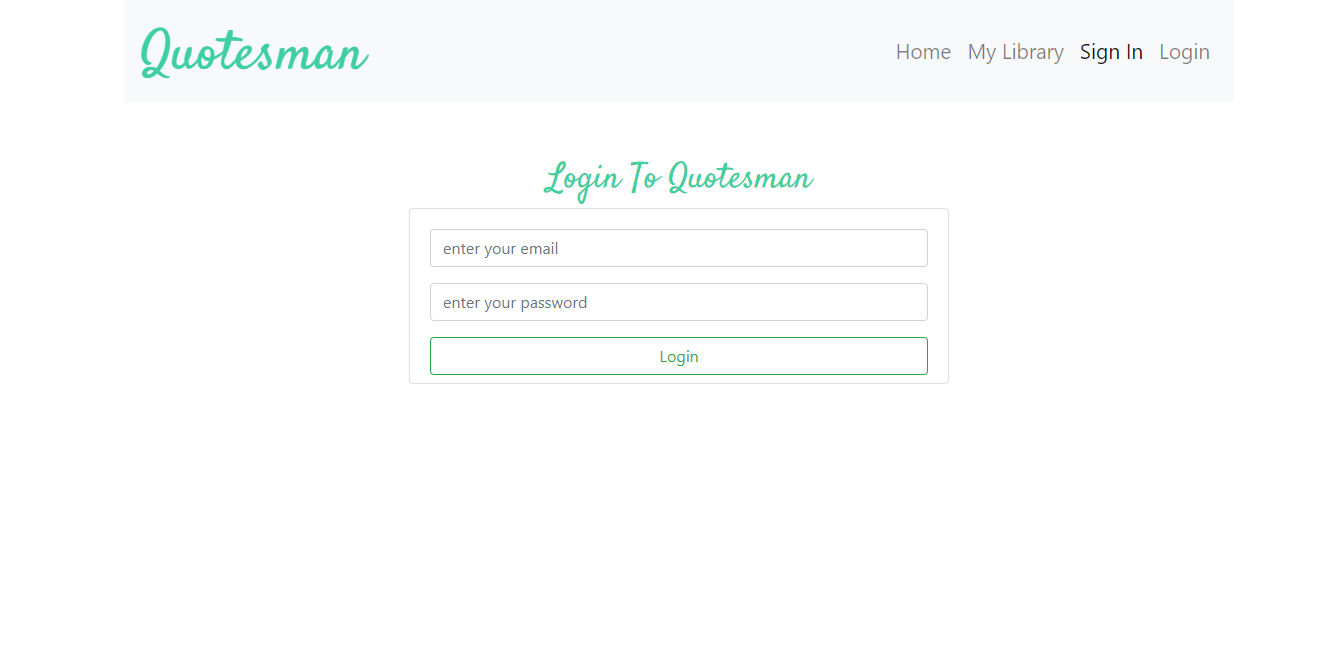 Quotesman
Home My Library Sign In Login
Login To Quotesman
enter your email
enter your password
Login